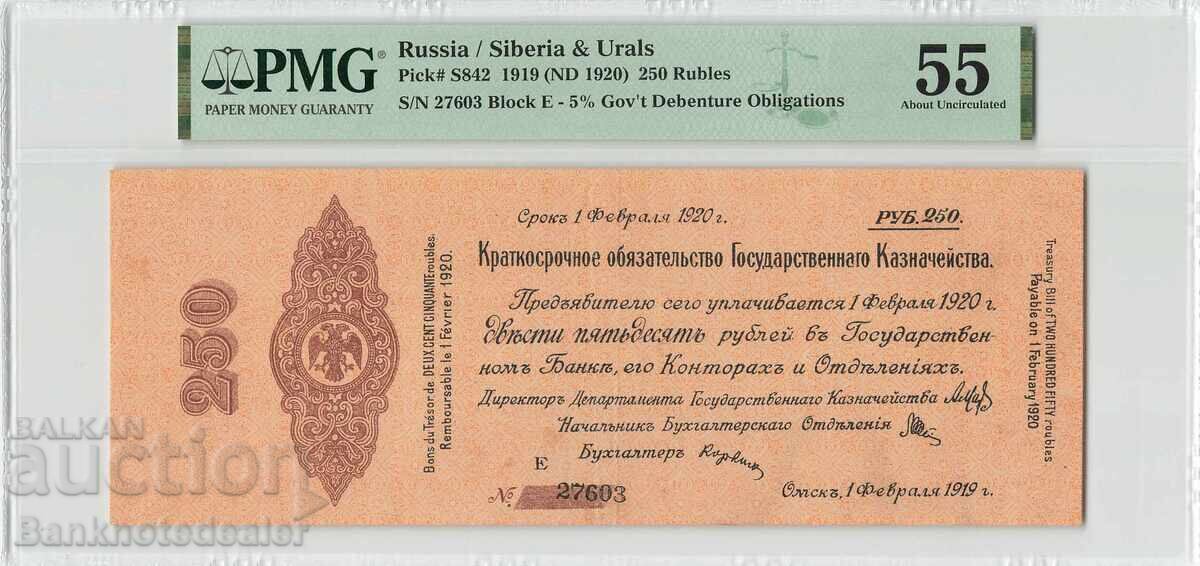 PMG®
PAPER MONEY GUARANTY
Russia / Siberia & Urals
Pick# S842 1919 (ND 1920) 250 Rubles
S/N 27603 Block E - 5% Gov't Debenture Obligations
55
About Uncirculated
250
Bons du Trésor de DEUX CENT CINQUANTE roubles.
Remboursable le 1 Février 1920.
Срокъ 1 Февраля 1920 г.
РУБ. 250.
Краткосрочное обязательство Государственнаго Казначейства.
Предъявителю сего уплачивается 1 Февраля 1920 г.
двѣсти пятьдесятъ рублей въ Государствен-
номъ Банкѣ, его Конторахъ и Отдѣленіяхъ.
Директоръ Департамента Государственнаго Казначейства
Начальникъ Бухгалтерскаго Отдѣленія
Бухгалтеръ
Е
№ 27603
Омскъ, 1 Февраля 1919 г.
Treasury Bill of TWO HUNDRED FIFTY roubles
Payable on 1 February 1920
BALKAN
auction
Banknotedealer